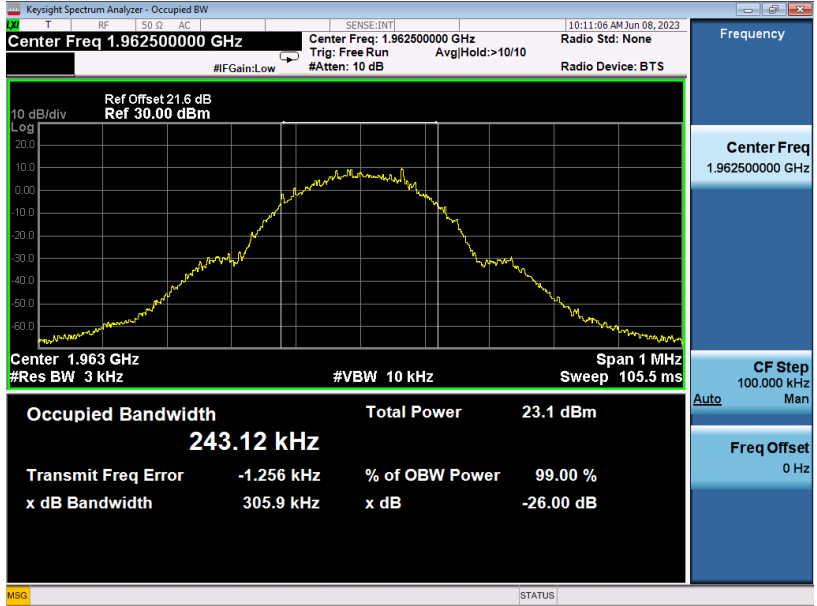 Keysight Spectrum Analyzer - Occupied BW
LXI T RF 50 Ω AC SENSE:INT 10:11:06 AM Jun 08, 2023
Center Freq 1.962500000 GHz
Center Freq: 1.962500000 GHz
Radio Std: None
Trig: Free Run Avg|Hold:>10/10
#IFGain:Low
#Atten: 10 dB
Radio Device: BTS
Ref Offset 21.6 dB
10 dB/div Ref 30.00 dBm
Log
20.0
10.0
0.00
-10.0
-20.0
-30.0
-40.0
-50.0
-60.0
Center 1.963 GHz Span 1 MHz
#Res BW 3 kHz #VBW 10 kHz Sweep 105.5 ms
Occupied Bandwidth Total Power 23.1 dBm
243.12 kHz
Transmit Freq Error -1.256 kHz % of OBW Power 99.00 %
x dB Bandwidth 305.9 kHz x dB -26.00 dB
Frequency
Center Freq
1.962500000 GHz
CF Step
100.000 kHz
Auto Man
Freq Offset
0 Hz
MSG STATUS